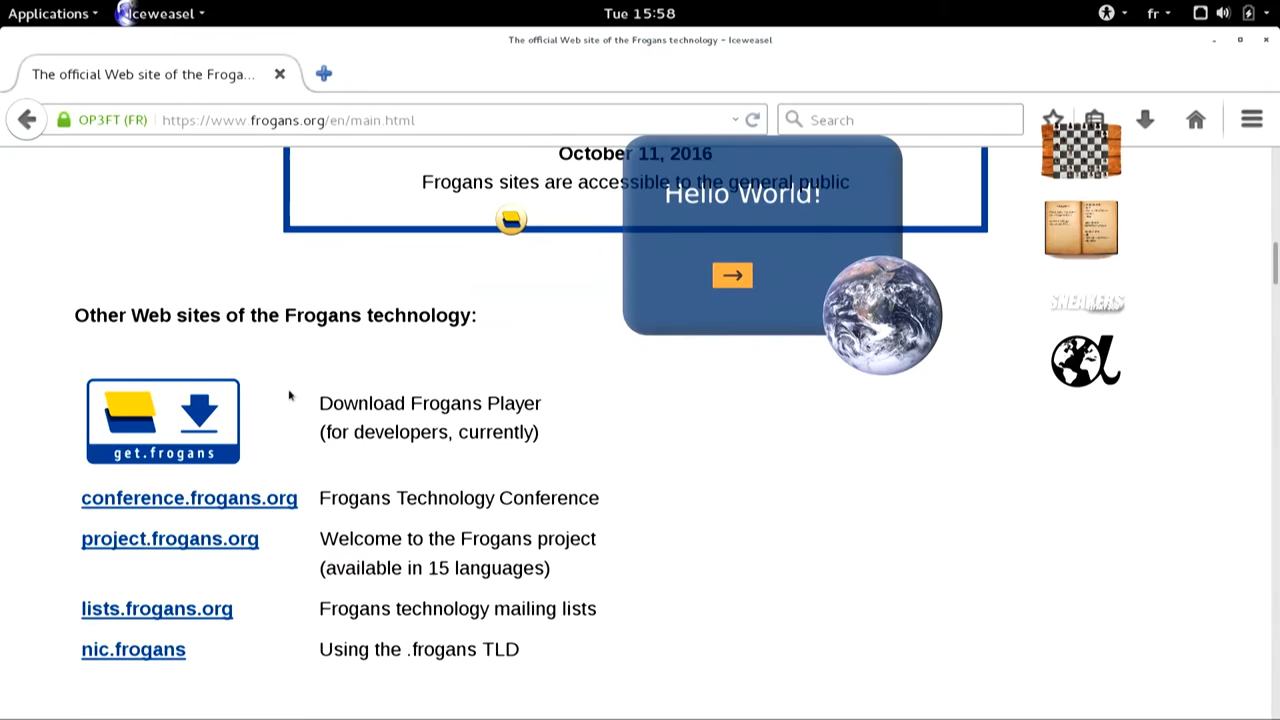 Applications
Iceweasel
Tue 15:58
fr
The official Web site of the Frogans technology - Iceweasel
The official Web site of the Froga...
OP3FT (FR)
https://www.frogans.org/en/main.html
Search
October 11, 2016
Frogans sites are accessible to the general public
Hello World!
→
Other Web sites of the Frogans technology:
SNEAKERS
get.frogans
Download Frogans Player
(for developers, currently)
conference.frogans.org
Frogans Technology Conference
project.frogans.org
Welcome to the Frogans project
(available in 15 languages)
lists.frogans.org
Frogans technology mailing lists
nic.frogans
Using the .frogans TLD